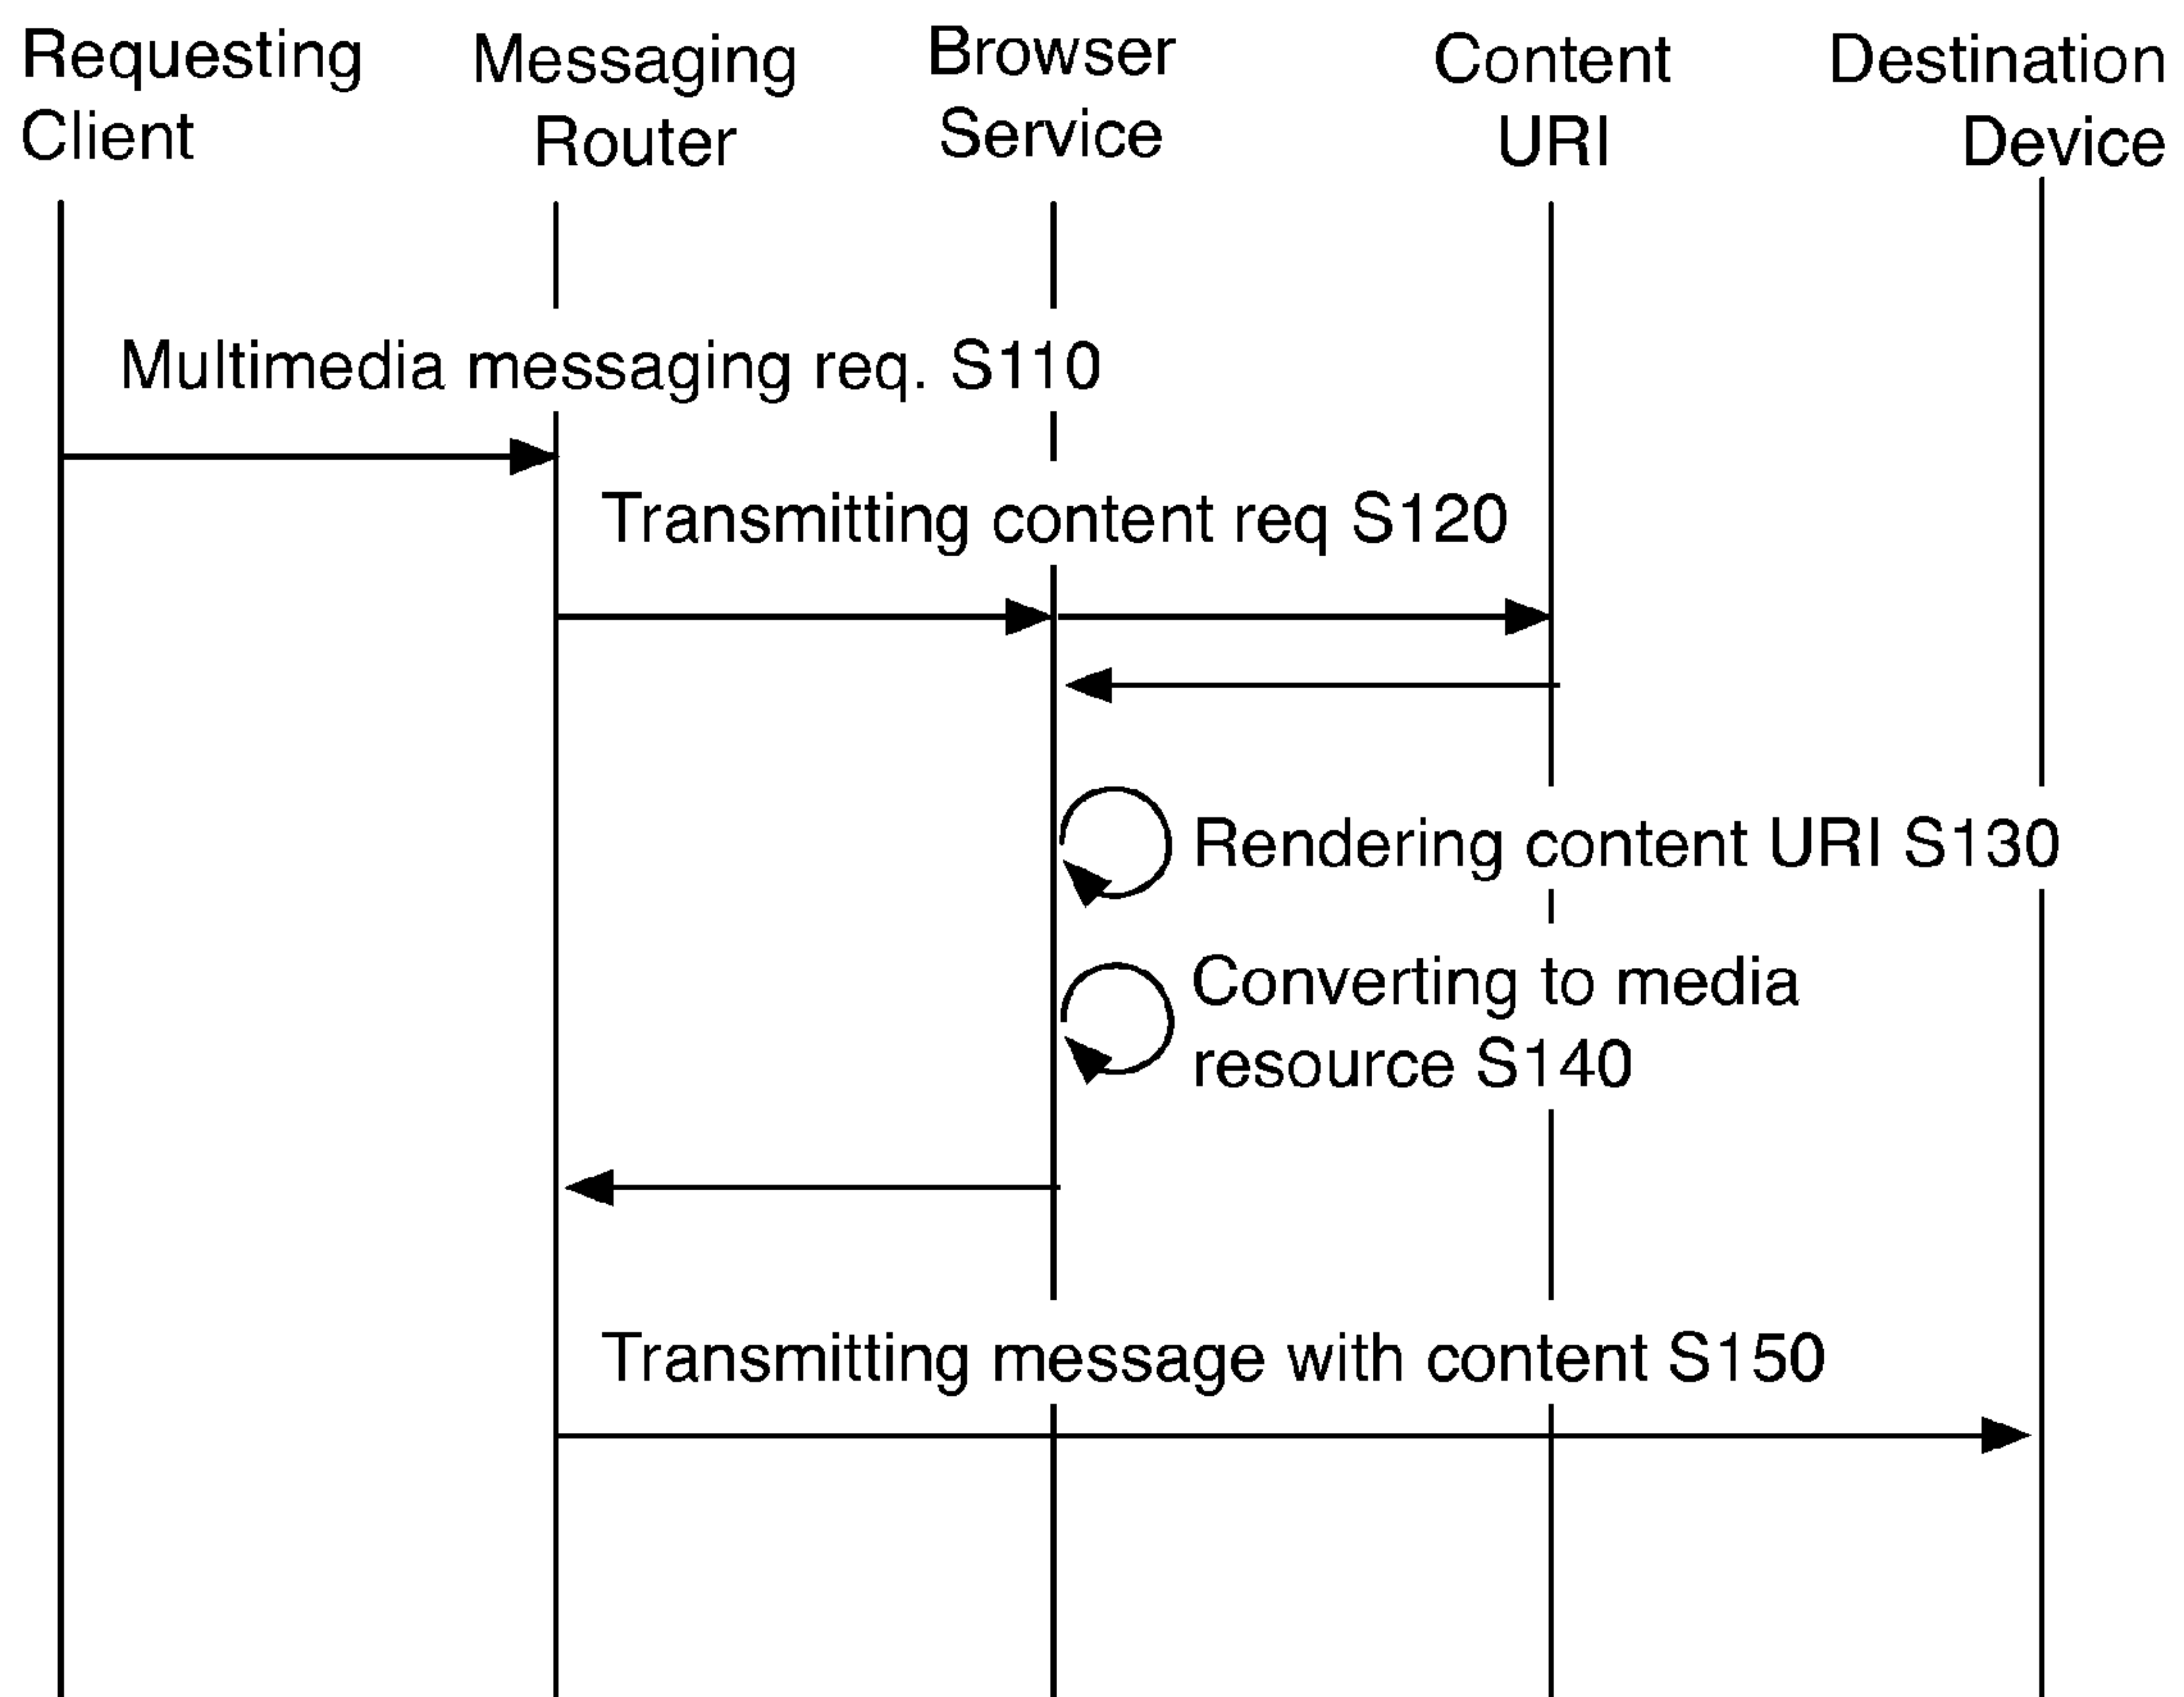 Requesting
Client
Messaging
Router
Browser
Service
Content
URI
Destination
Device
Multimedia messaging req. S110
Transmitting content req S120
Rendering content URI S130
Converting to media
resource S140
Transmitting message with content S150